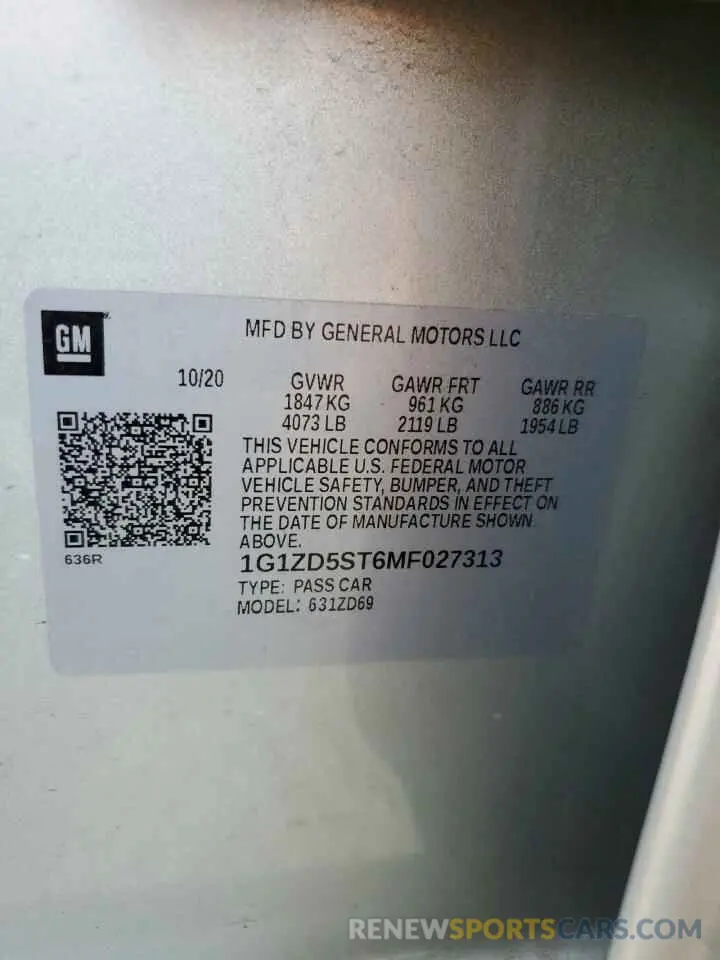 GM
MFD BY GENERAL MOTORS LLC
10/20 GVWR GAWR FRT GAWR RR
1847 KG 961 KG 886 KG
4073 LB 2119 LB 1954 LB
THIS VEHICLE CONFORMS TO ALL
APPLICABLE U.S. FEDERAL MOTOR
VEHICLE SAFETY, BUMPER, AND THEFT
PREVENTION STANDARDS IN EFFECT ON
THE DATE OF MANUFACTURE SHOWN
ABOVE.
636R
1G1ZD5ST6MF027313
TYPE: PASS CAR
MODEL: 631ZD69
RENEWSPORTSCARS.COM